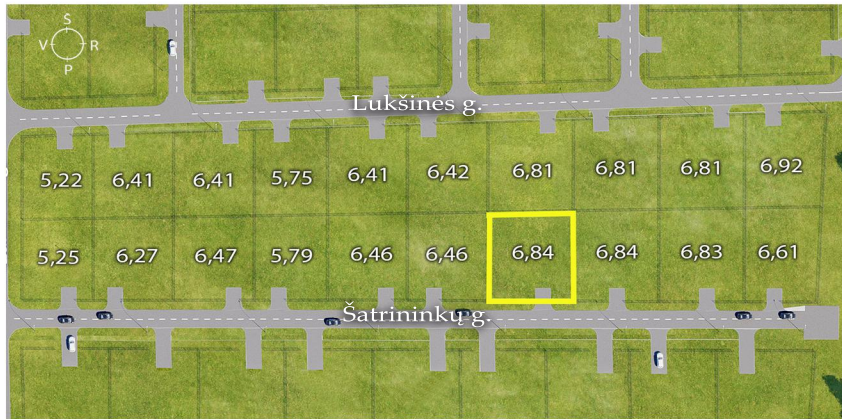 S
V R
P
Lukšinės g.
5,22 6,41 6,41 5,75 6,41 6,42 6,81 6,81 6,81 6,92
5,25 6,27 6,47 5,79 6,46 6,46 6,84 6,84 6,83 6,61
Šatrininkų g.